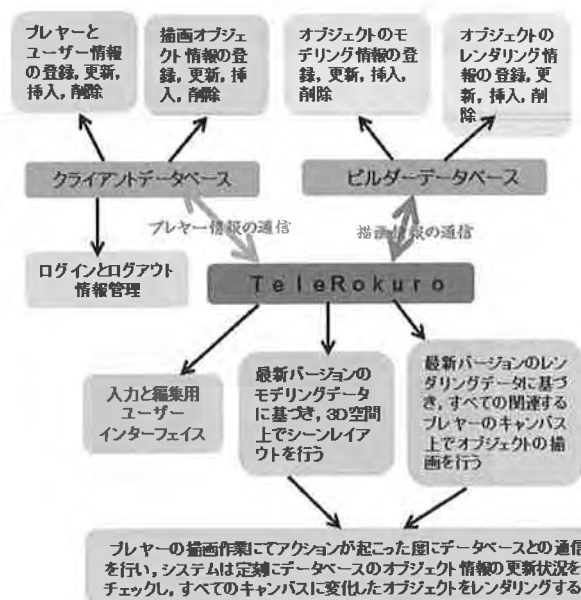 プレヤーと
ユーザー情報
の登録, 更新,
挿入, 削除
描画オブジェ
クト情報の登
録, 更新, 挿
入, 削除
オブジェクトのモ
デリング情報の登
録, 更新, 挿入,
削除
オブジェクトの
レンダリング情
報の登録, 更
新, 挿入, 削
除
クライアントデータベース
ビルダーデータベース
プレヤー情報の通信
描画情報の通信
ログインとログアウト
情報管理
TeleRokuro
入力と編集用
ユーザー
インターフェイス
最新バージョンの
モデリングデータ
に基づき, 3D空間
上でシーンレイア
ウトを行う
最新バージョンのレン
ダリングデータに基づ
き, すべての関連する
プレヤーのキャンバス
上でオブジェクトの描
画を行う
プレヤーの描画作業にてアクションが起こった度にデータベースとの通信
を行い, システムは定刻にデータベースのオブジェクト情報の更新状況を
チェックし, すべてのキャンバスに変化したオブジェクトをレンダリングする